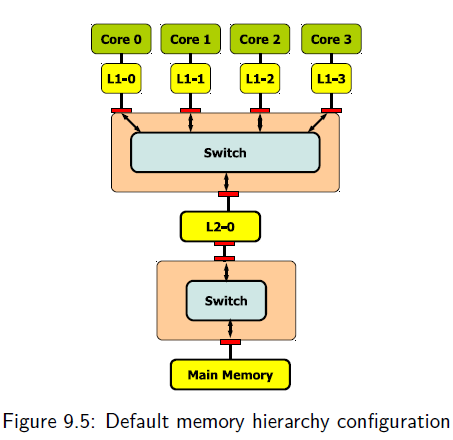 Core 0 Core 1 Core 2 Core 3
L1-0 L1-1 L1-2 L1-3
Switch
L2-0
Switch
Main Memory
Figure 9.5: Default memory hierarchy configuration